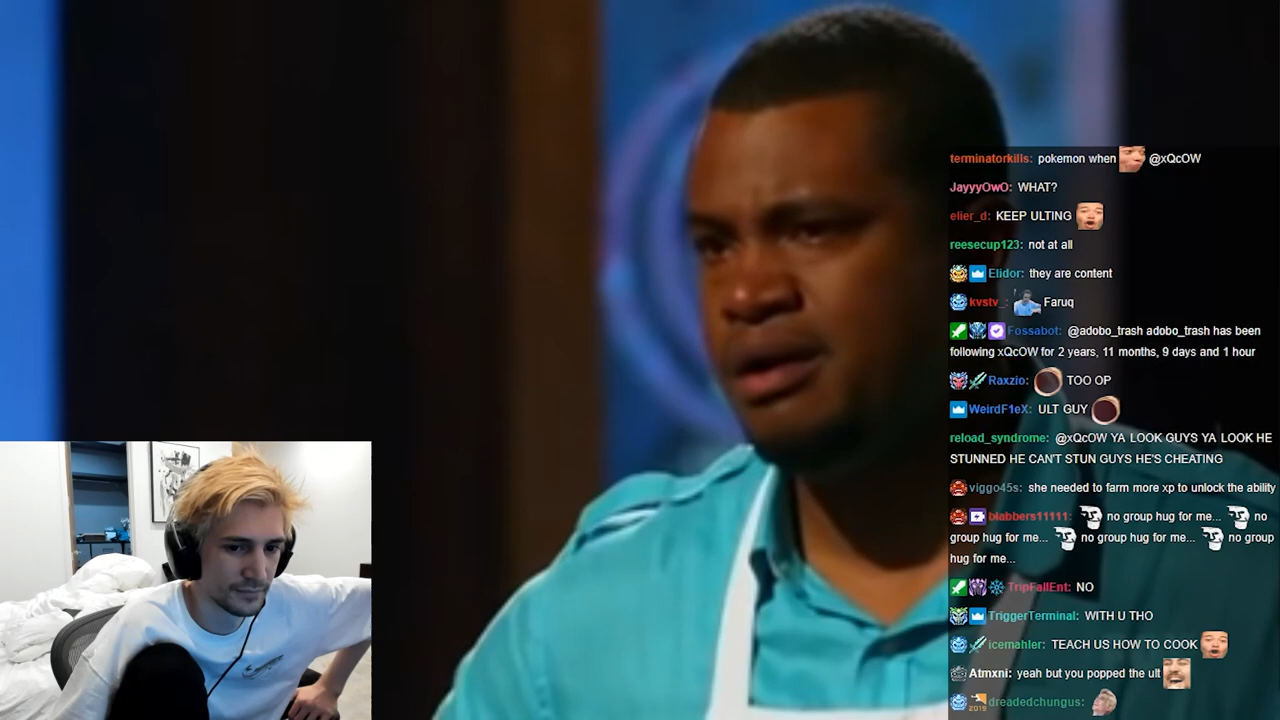 terminatorkills: pokemon when @xQcOW
JayyyOwO: WHAT?
elier_d: KEEP ULTING
reesecup123: not at all
Elidor: they are content
kvstv_: Faruq
Fossabot: @adobo_trash adobo_trash has been
following xQcOW for 2 years, 11 months, 9 days and 1 hour
Raxzio: TOO OP
WeirdF1eX: ULT GUY
reload_syndrome: @xQcOW YA LOOK GUYS YA LOOK HE
STUNNED HE CAN'T STUN GUYS HE'S CHEATING
viggo45s: she needed to farm more xp to unlock the ability
blabbers11111: no group hug for me... no
group hug for me... no group hug for me... no group
hug for me...
TripFallEnt: NO
TriggerTerminal: WITH U THO
icemahler: TEACH US HOW TO COOK
Atmxni: yeah but you popped the ult
2019 dreadedchungus: